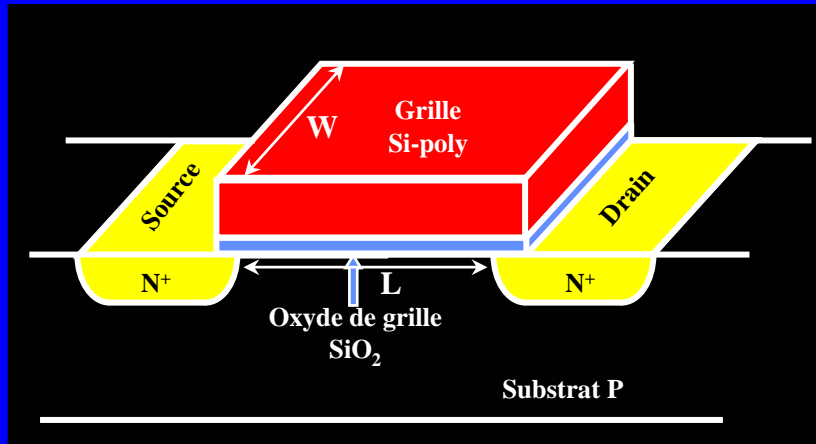 Grille
Si-poly
W
Source
Drain
N⁺
L
N⁺
Oxyde de grille
SiO₂
Substrat P